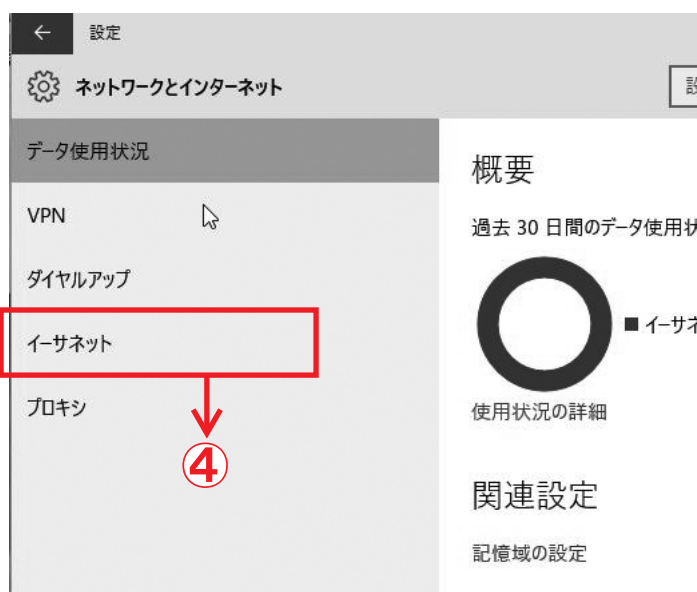 設定
ネットワークとインターネット
データ使用状況
VPN
ダイヤルアップ
イーサネット
プロキシ
④
概要
過去 30 日間のデータ使用
イーサ
使用状況の詳細
関連設定
記憶域の設定